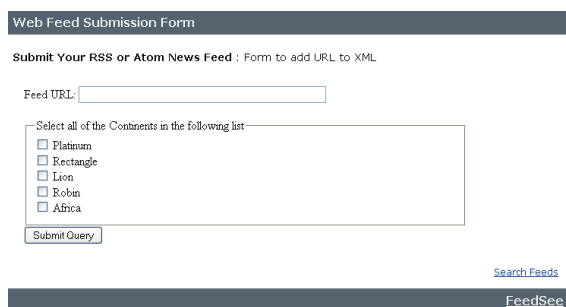 Web Feed Submission Form
Submit Your RSS or Atom News Feed : Form to add URL to XML
Feed URL:
Select all of the Continents in the following list
Platinum
Rectangle
Lion
Robin
Africa
Submit Query
Search Feeds
FeedSee